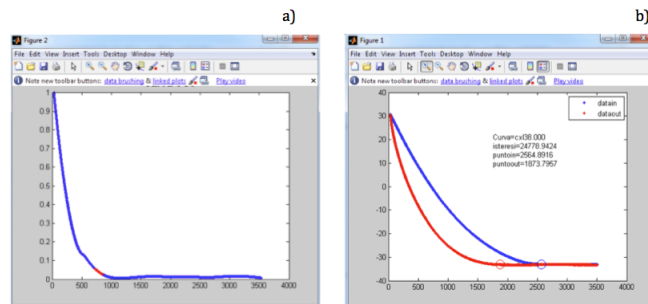 a)
Figure 2
File Edit View Insert Tools Desktop Window Help
Note new toolbar buttons: data brushing & linked plots Play video
1
0.9
0.8
0.7
0.6
0.5
0.4
0.3
0.2
0.1
0
0 500 1000 1500 2000 2500 3000 3500 4000
b)
Figure 1
File Edit View Insert Tools Desktop Window Help
Note new toolbar buttons: data brushing & linked plots Play video
40
30
20
10
0
-10
-20
-30
-40
0 500 1000 1500 2000 2500 3000 3500 4000
datain
dataout
Curva=cxl38.000
isteresi=24778.9424
puntoin=2564.8916
puntoout=1873.7957